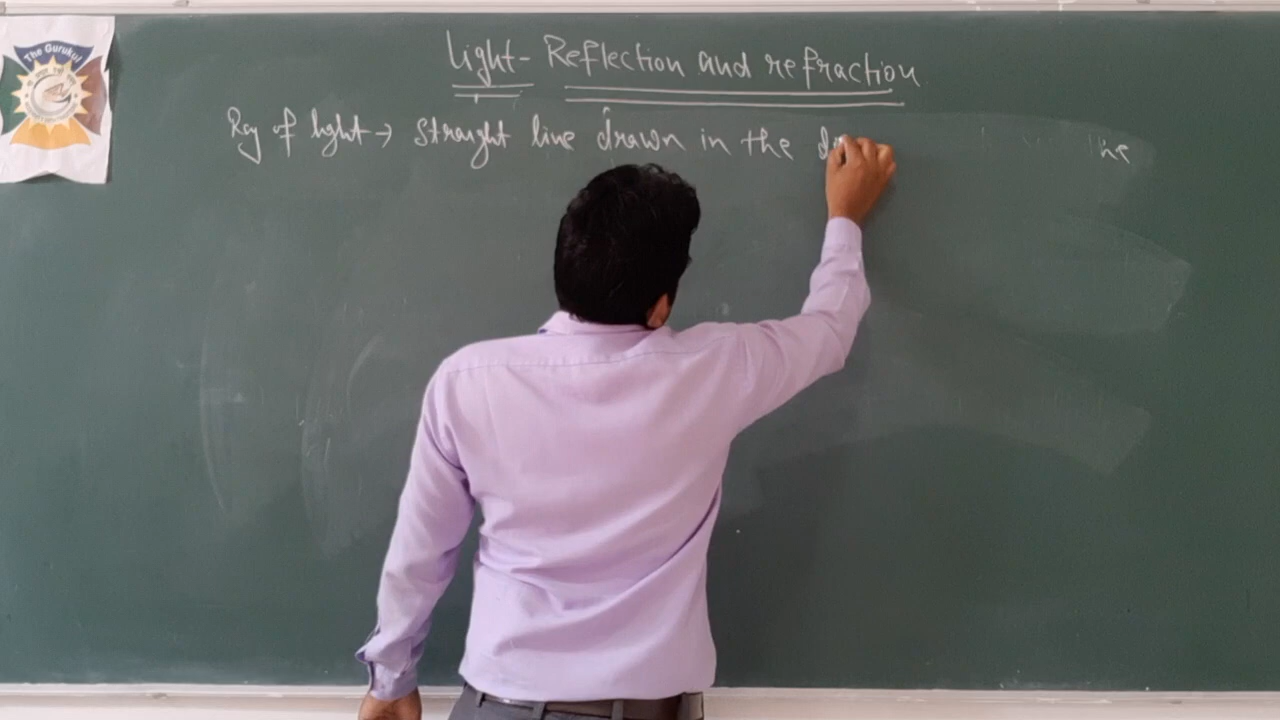 The Gurukul
Light - Reflection and refraction
Ray of light → straight line drawn in the